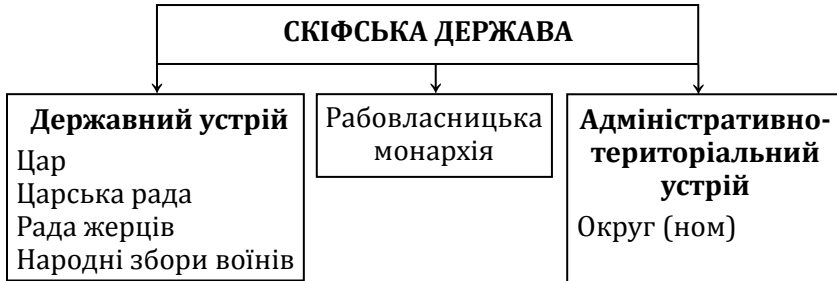 СКІФСЬКА ДЕРЖАВА
Державний устрій
Цар
Царська рада
Рада жерців
Народні збори воїнів
Рабовласницька
монархія
Адміністративно-
територіальний
устрій
Округ (ном)